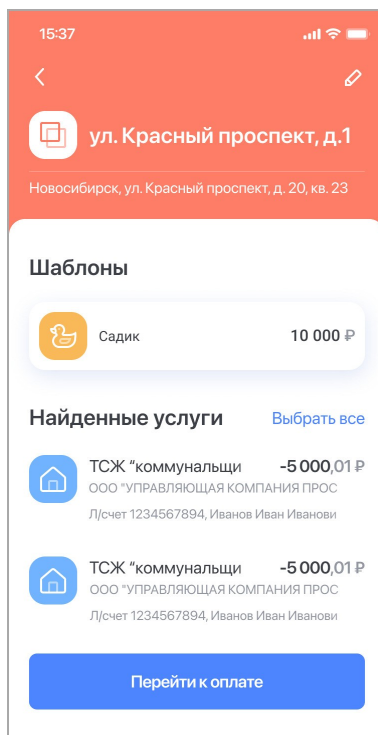 15:37
ул. Красный проспект, д.1
Новосибирск, ул. Красный проспект, д. 20, кв. 23
Шаблоны
Садик 10 000 ₽
Найденные услуги Выбрать все
ТСЖ “коммунальщи -5 000,01 ₽
ООО "УПРАВЛЯЮЩАЯ КОМПАНИЯ ПРОС
Л/счет 1234567894, Иванов Иван Иванови
ТСЖ “коммунальщи -5 000,01 ₽
ООО "УПРАВЛЯЮЩАЯ КОМПАНИЯ ПРОС
Л/счет 1234567894, Иванов Иван Иванови
Перейти к оплате